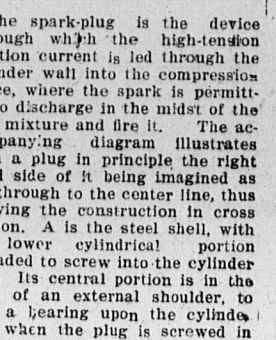 he spark-plug is the device
ough which the high-tension
tion current is led through the
nder wall into the compression
ce, where the spark is permitt-
o discharge in the midst of the
mixture and fire it. The ac-
panying diagram illustrates
a plug in principle the right
d side of it being imagined as
through to the center line, thus
ving the construction in cross
on. A is the steel shell, with
lower cylindrical portion
aded to screw into the cylinder
Its central portion is in the
of an external shoulder, to
a bearing upon the cylinde
when the plug is screwed in